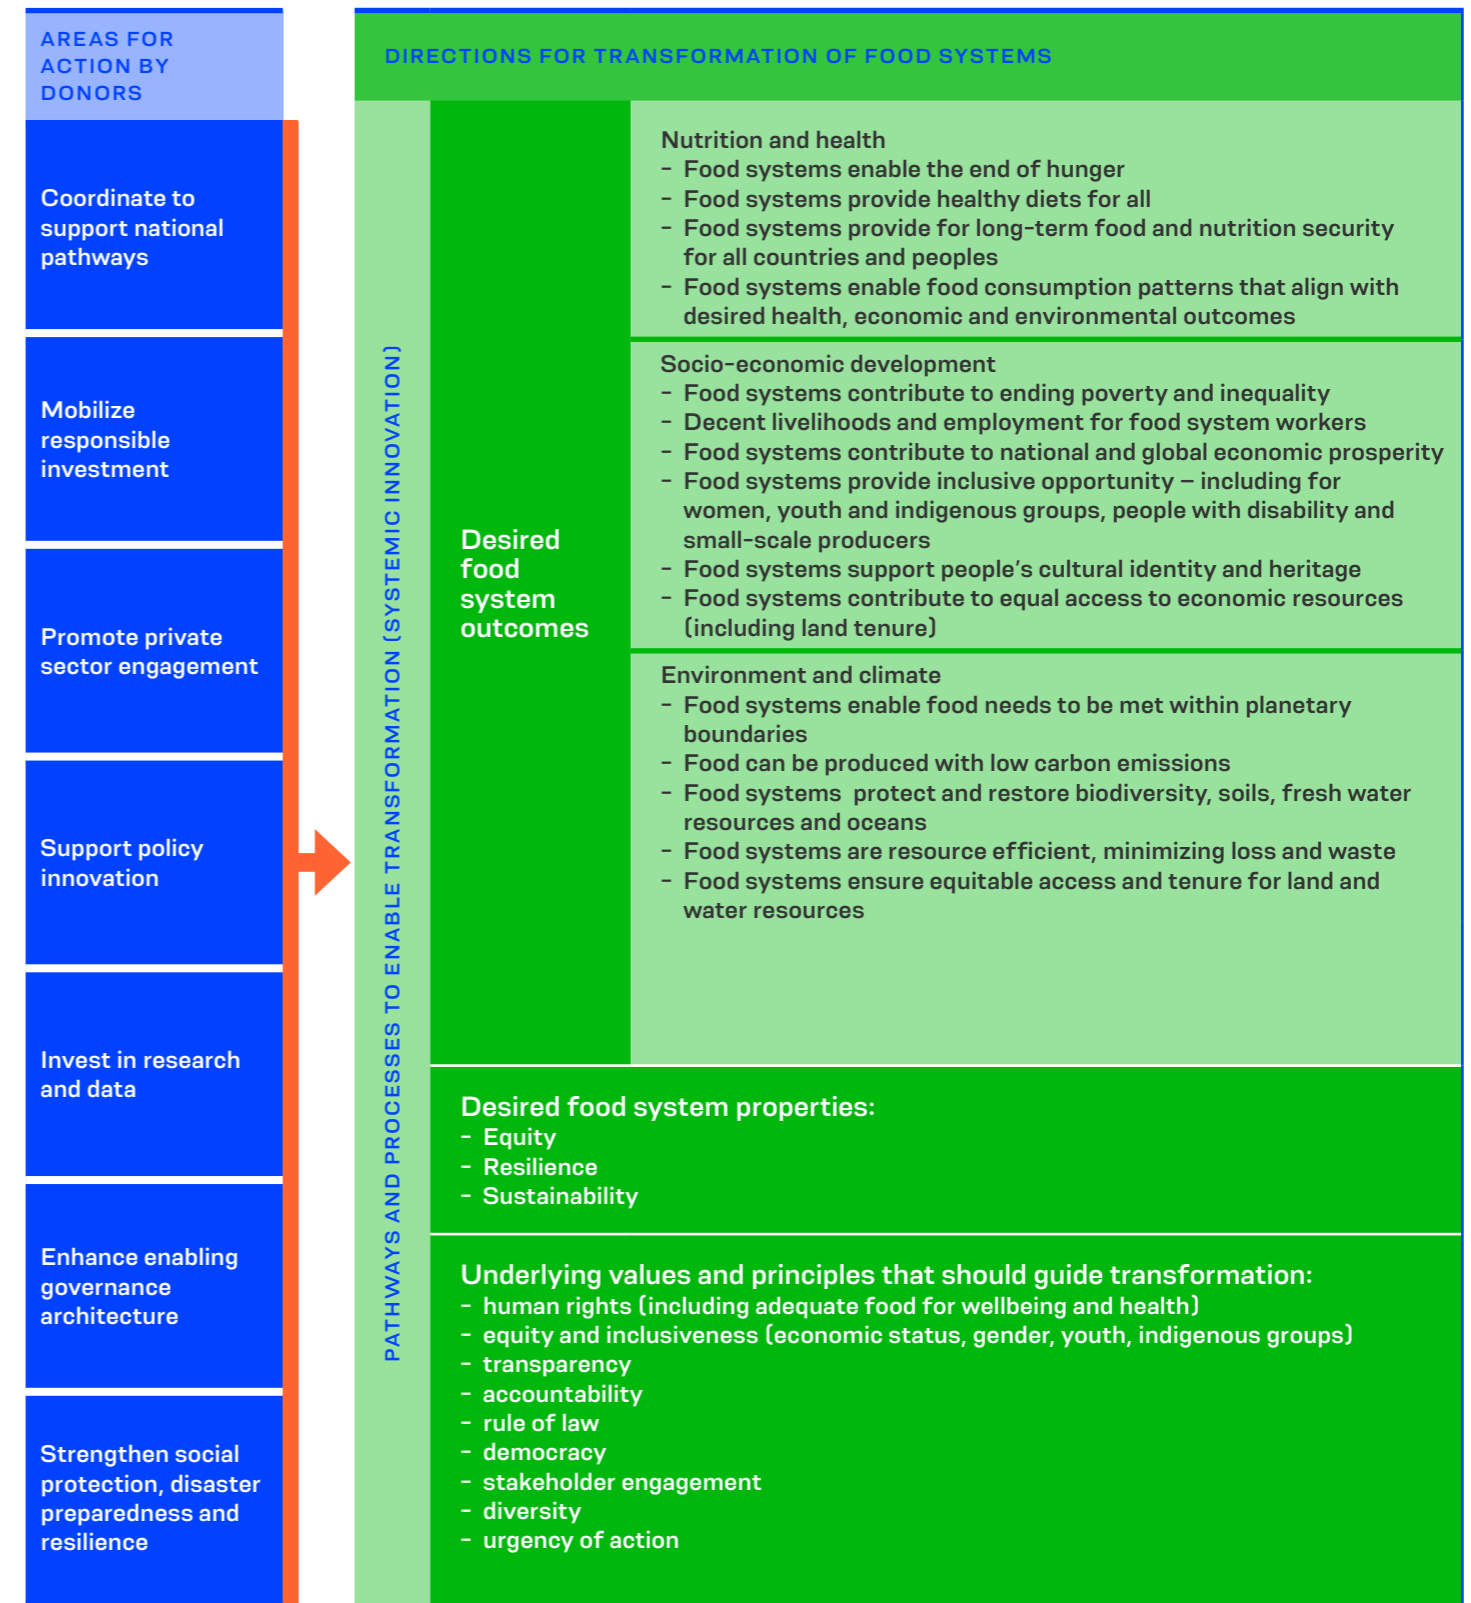 AREAS FOR
ACTION BY
DONORS
Coordinate to
support national
pathways
Mobilize
responsible
investment
Promote private
sector engagement
Support policy
innovation
Invest in research
and data
Enhance enabling
governance
architecture
Strengthen social
protection, disaster
preparedness and
resilience
DIRECTIONS FOR TRANSFORMATION OF FOOD SYSTEMS
PATHWAYS AND PROCESSES TO ENABLE TRANSFORMATION (SYSTEMIC INNOVATION)
Desired
food
system
outcomes
Nutrition and health
- Food systems enable the end of hunger
- Food systems provide healthy diets for all
- Food systems provide for long-term food and nutrition security
for all countries and peoples
- Food systems enable food consumption patterns that align with
desired health, economic and environmental outcomes
Socio-economic development
- Food systems contribute to ending poverty and inequality
- Decent livelihoods and employment for food system workers
- Food systems contribute to national and global economic prosperity
- Food systems provide inclusive opportunity – including for
women, youth and indigenous groups, people with disability and
small-scale producers
- Food systems support people's cultural identity and heritage
- Food systems contribute to equal access to economic resources
(including land tenure)
Environment and climate
- Food systems enable food needs to be met within planetary
boundaries
- Food can be produced with low carbon emissions
- Food systems protect and restore biodiversity, soils, fresh water
resources and oceans
- Food systems are resource efficient, minimizing loss and waste
- Food systems ensure equitable access and tenure for land and
water resources
Desired food system properties:
- Equity
- Resilience
- Sustainability
Underlying values and principles that should guide transformation:
- human rights (including adequate food for wellbeing and health)
- equity and inclusiveness (economic status, gender, youth, indigenous groups)
- transparency
- accountability
- rule of law
- democracy
- stakeholder engagement
- diversity
- urgency of action